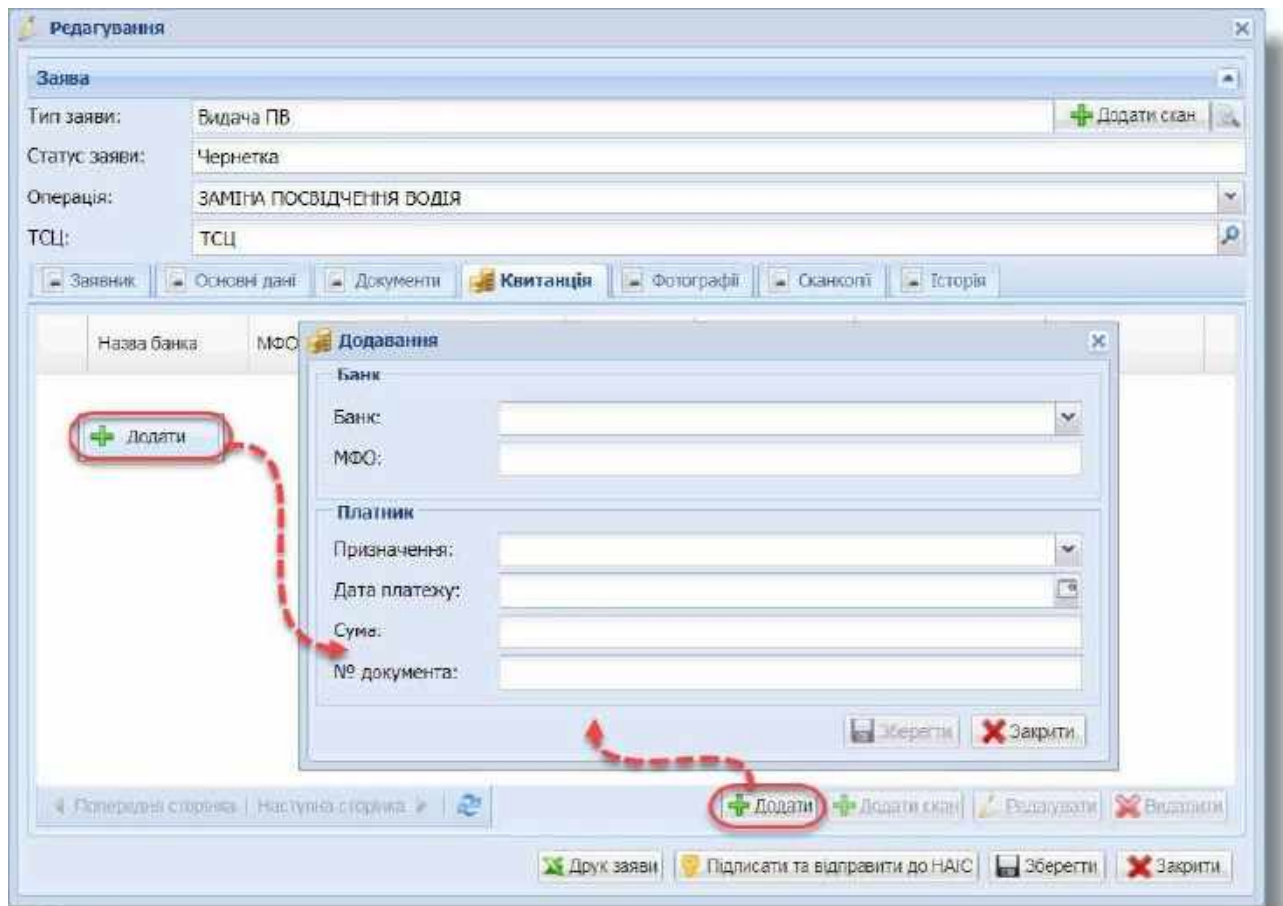 Редагування
Заява
Тип заяви: Видача ПВ Додати скан
Статус заяви: Чернетка
Операція: ЗАМІНА ПОСВІДЧЕННЯ ВОДІЯ
ТСЦ: ТСЦ
Заявник Основні дані Документи Квитанція Фотографії Сканкопії Історія
Назва банка МФО
Додавання
Банк
Банк:
Додати
МФО:
Платник
Призначення:
Дата платежу:
Сума:
№ документа:
Зберегти Закрити
Попередня сторінка Наступна сторінка Додати Додати скан Редагувати Видалити
Друк заяви Підписати та відправити до НАІС Зберегти Закрити